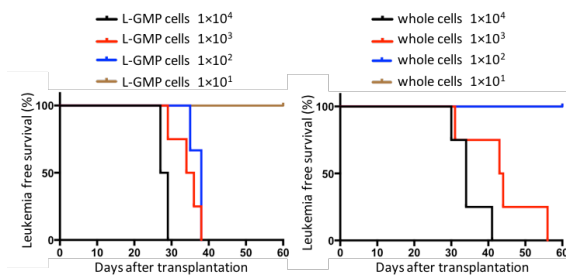 L-GMP cells 1×10⁴
L-GMP cells 1×10³
L-GMP cells 1×10²
L-GMP cells 1×10¹
Leukemia free survival (%)
100
50
0
0 10 20 30 40 50 60
Days after transplantation
whole cells 1×10⁴
whole cells 1×10³
whole cells 1×10²
whole cells 1×10¹
Leukemia free survival (%)
100
50
0
0 10 20 30 40 50 60
Days after transplantation